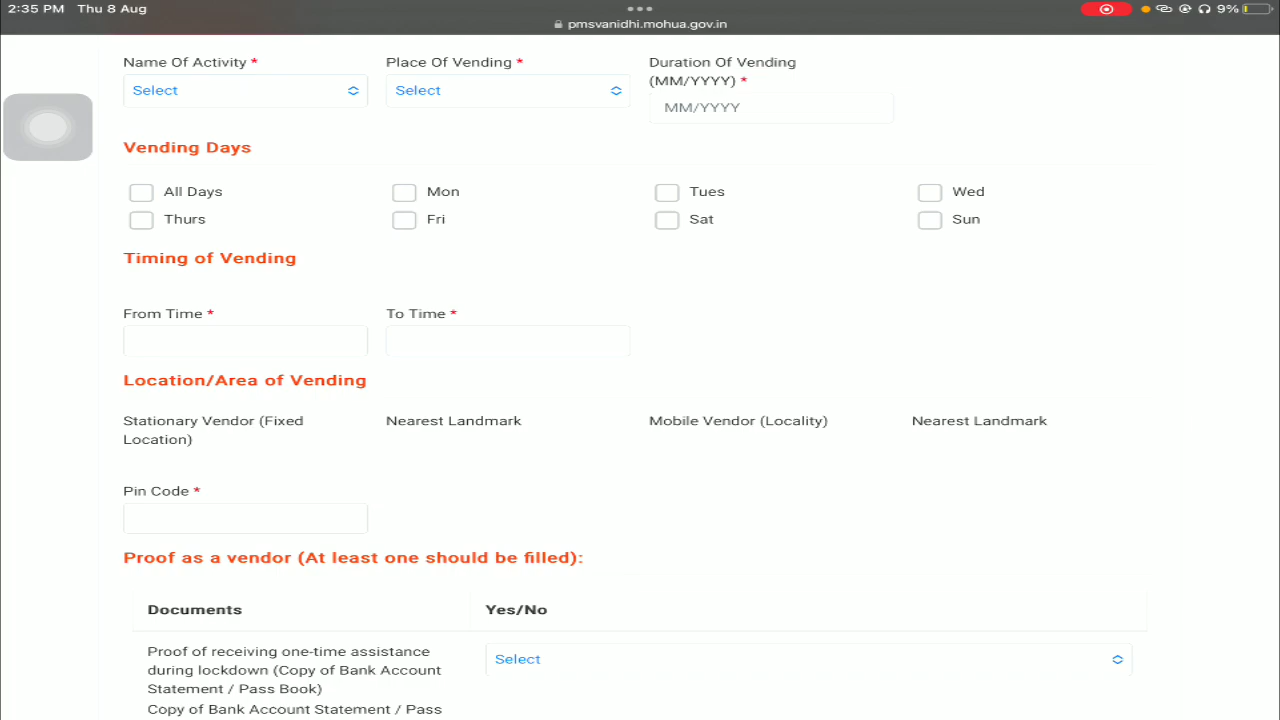 2:35 PM Thu 8 Aug
9%
pmsvanidhi.mohua.gov.in
Name Of Activity * Place Of Vending * Duration Of Vending
(MM/YYYY) *
Select Select MM/YYYY
Vending Days
All Days Mon Tues Wed
Thurs Fri Sat Sun
Timing of Vending
From Time * To Time *
Location/Area of Vending
Stationary Vendor (Fixed Nearest Landmark Mobile Vendor (Locality) Nearest Landmark
Location)
Pin Code *
Proof as a vendor (At least one should be filled):
Documents Yes/No
Proof of receiving one-time assistance
during lockdown (Copy of Bank Account
Statement / Pass Book)
Select
Copy of Bank Account Statement / Pass